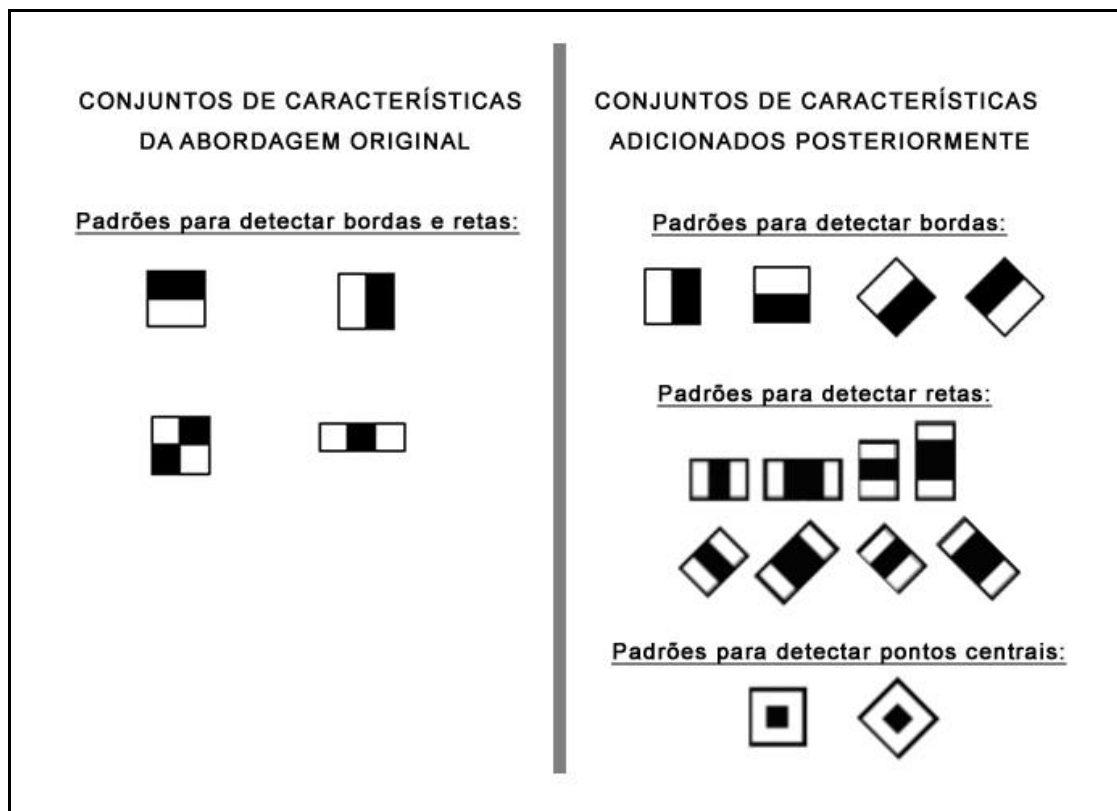 CONJUNTOS DE CARACTERÍSTICAS
DA ABORDAGEM ORIGINAL
Padrões para detectar bordas e retas:
CONJUNTOS DE CARACTERÍSTICAS
ADICIONADOS POSTERIORMENTE
Padrões para detectar bordas:
Padrões para detectar retas:
Padrões para detectar pontos centrais: